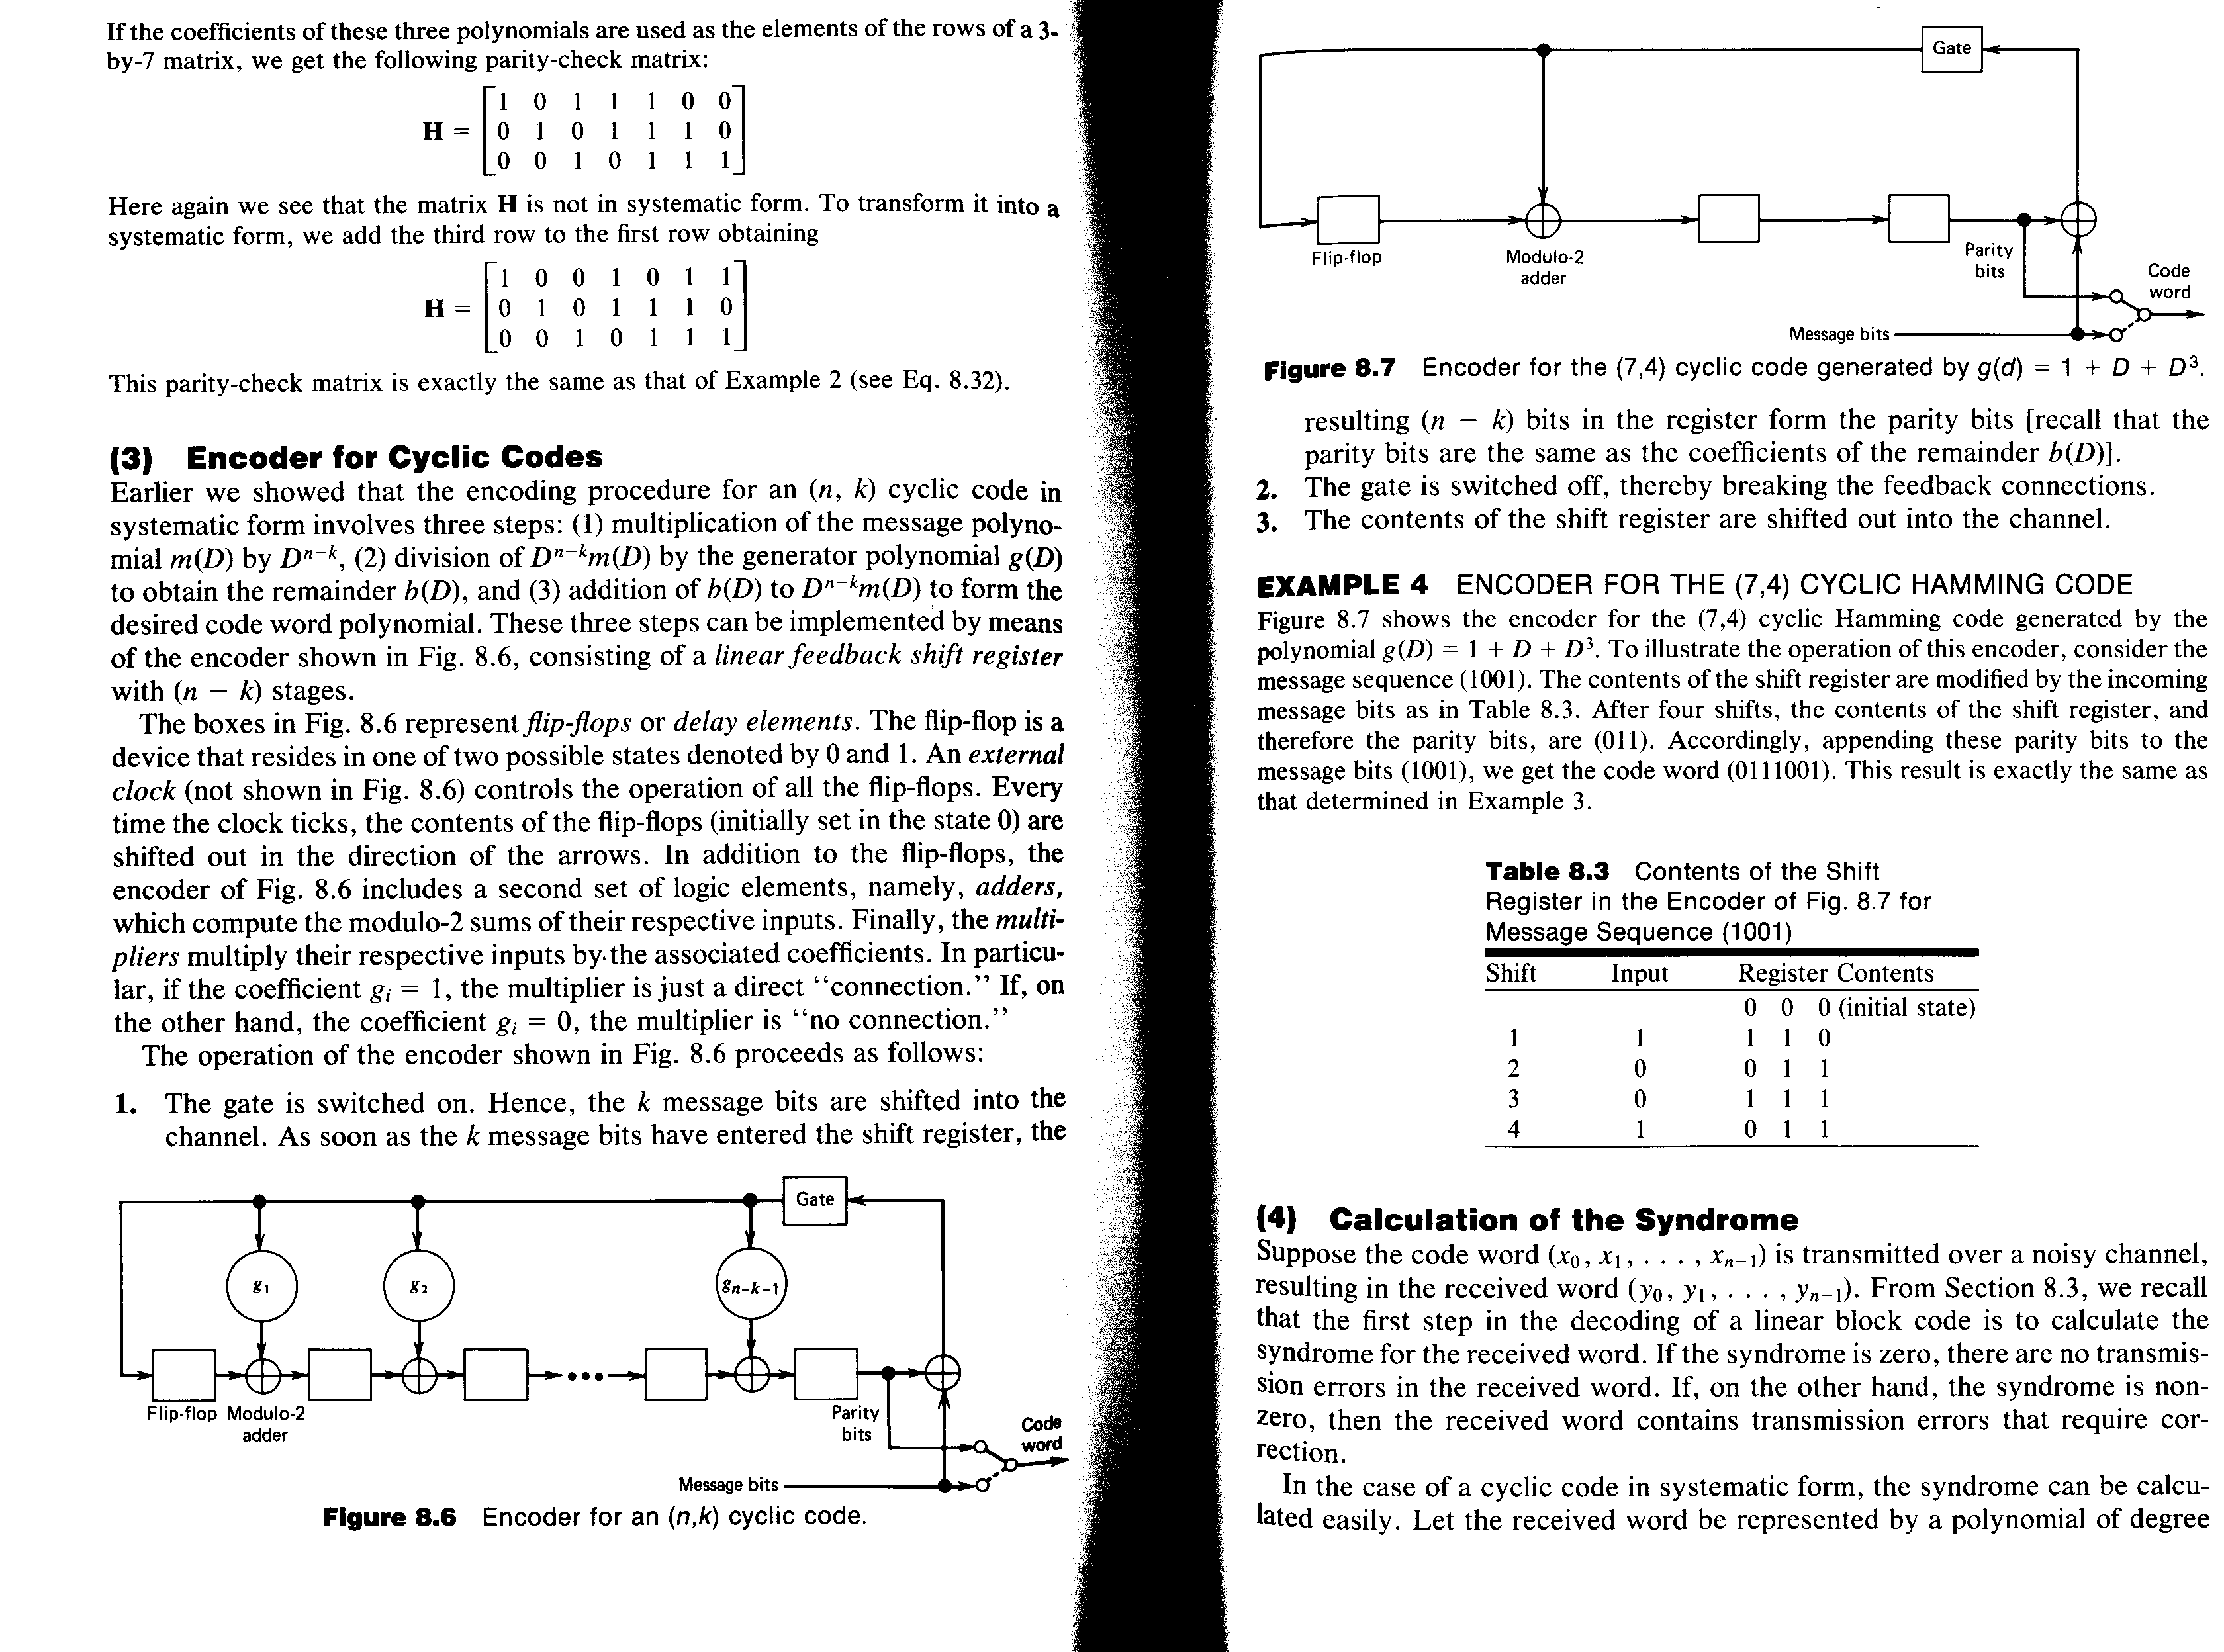 If the coefficients of these three polynomials are used as the elements of the rows of a 3-
by-7 matrix, we get the following parity-check matrix:
1 0 1 1 1 0 0
H = 0 1 0 1 1 1 0
0 0 1 0 1 1 1
Here again we see that the matrix H is not in systematic form. To transform it into a
systematic form, we add the third row to the first row obtaining
1 0 0 1 0 1 1
H = 0 1 0 1 1 1 0
0 0 1 0 1 1 1
This parity-check matrix is exactly the same as that of Example 2 (see Eq. 8.32).
(3) Encoder for Cyclic Codes
Earlier we showed that the encoding procedure for an (n, k) cyclic code in
systematic form involves three steps: (1) multiplication of the message polyno-
mial m(D) by Dⁿ⁻ᵏ, (2) division of Dⁿ⁻ᵏm(D) by the generator polynomial g(D)
to obtain the remainder b(D), and (3) addition of b(D) to Dⁿ⁻ᵏm(D) to form the
desired code word polynomial. These three steps can be implemented by means
of the encoder shown in Fig. 8.6, consisting of a linear feedback shift register
with (n − k) stages.
The boxes in Fig. 8.6 represent flip-flops or delay elements. The flip-flop is a
device that resides in one of two possible states denoted by 0 and 1. An external
clock (not shown in Fig. 8.6) controls the operation of all the flip-flops. Every
time the clock ticks, the contents of the flip-flops (initially set in the state 0) are
shifted out in the direction of the arrows. In addition to the flip-flops, the
encoder of Fig. 8.6 includes a second set of logic elements, namely, adders,
which compute the modulo-2 sums of their respective inputs. Finally, the multi-
pliers multiply their respective inputs by the associated coefficients. In particu-
lar, if the coefficient gᵢ = 1, the multiplier is just a direct “connection.” If, on
the other hand, the coefficient gᵢ = 0, the multiplier is “no connection.”
The operation of the encoder shown in Fig. 8.6 proceeds as follows:
1. The gate is switched on. Hence, the k message bits are shifted into the
channel. As soon as the k message bits have entered the shift register, the
Gate
g₁ g₂ gₙ₋ₖ₋₁
Flip-flop Modulo-2
adder
Parity
bits
Code
word
Message bits
Figure 8.6 Encoder for an (n,k) cyclic code.
Gate
Flip-flop
Modulo-2
adder
Parity
bits
Code
word
Message bits
Figure 8.7 Encoder for the (7,4) cyclic code generated by g(d) = 1 + D + D³.
resulting (n − k) bits in the register form the parity bits [recall that the
parity bits are the same as the coefficients of the remainder b(D)].
2. The gate is switched off, thereby breaking the feedback connections.
3. The contents of the shift register are shifted out into the channel.
EXAMPLE 4 ENCODER FOR THE (7,4) CYCLIC HAMMING CODE
Figure 8.7 shows the encoder for the (7,4) cyclic Hamming code generated by the
polynomial g(D) = 1 + D + D³. To illustrate the operation of this encoder, consider the
message sequence (1001). The contents of the shift register are modified by the incoming
message bits as in Table 8.3. After four shifts, the contents of the shift register, and
therefore the parity bits, are (011). Accordingly, appending these parity bits to the
message bits (1001), we get the code word (0111001). This result is exactly the same as
that determined in Example 3.
Table 8.3 Contents of the Shift
Register in the Encoder of Fig. 8.7 for
Message Sequence (1001)
Shift Input Register Contents
0 0 0 (initial state)
1 1 1 1 0
2 0 0 1 1
3 0 1 1 1
4 1 0 1 1
(4) Calculation of the Syndrome
Suppose the code word (x₀, x₁, . . . , xₙ₋₁) is transmitted over a noisy channel,
resulting in the received word (y₀, y₁, . . . , yₙ₋₁). From Section 8.3, we recall
that the first step in the decoding of a linear block code is to calculate the
syndrome for the received word. If the syndrome is zero, there are no transmis-
sion errors in the received word. If, on the other hand, the syndrome is non-
zero, then the received word contains transmission errors that require cor-
rection.
In the case of a cyclic code in systematic form, the syndrome can be calcu-
lated easily. Let the received word be represented by a polynomial of degree